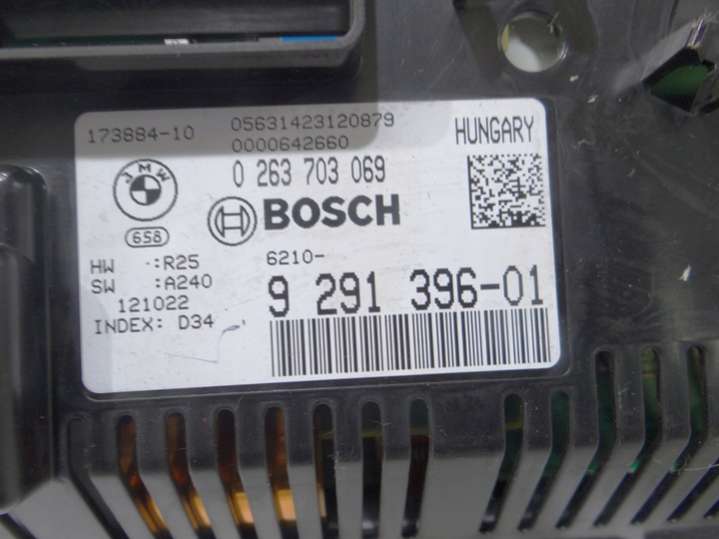 173884-10 05631423120879 HUNGARY
0000642660
0 263 703 069
BMW
BOSCH
658
HW -:R25 6210-
SW :A240 9 291 396-01
121022
INDEX: D34